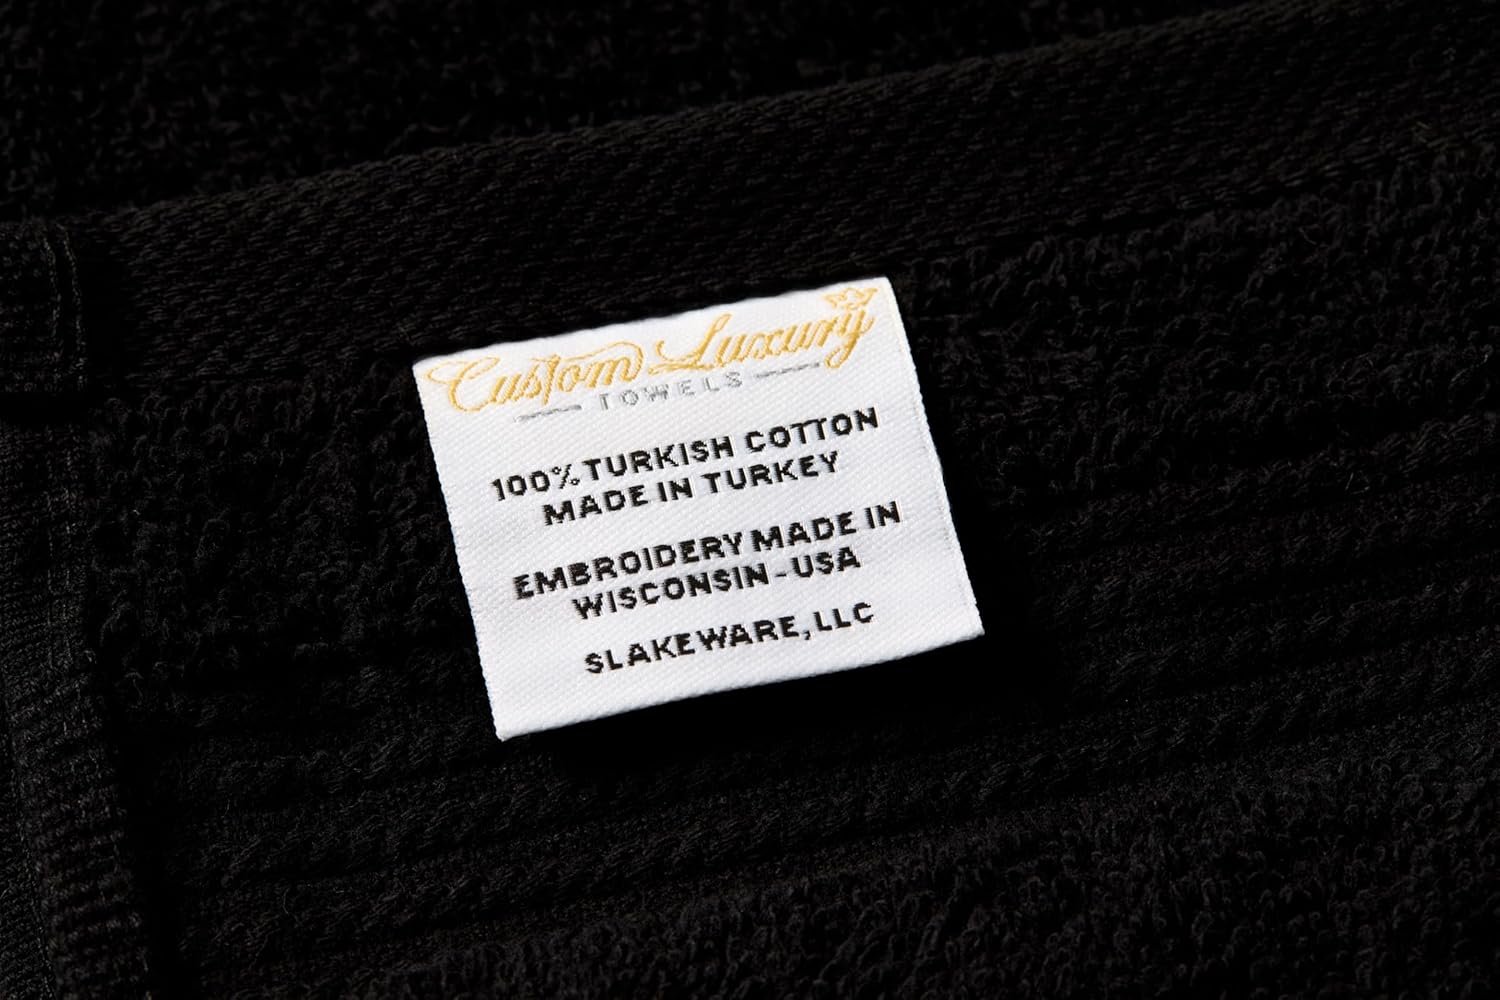 Custom Luxury
TOWELS
100% TURKISH COTTON
MADE IN TURKEY
EMBROIDERY MADE IN
WISCONSIN-USA
SLAKEWARE, LLC